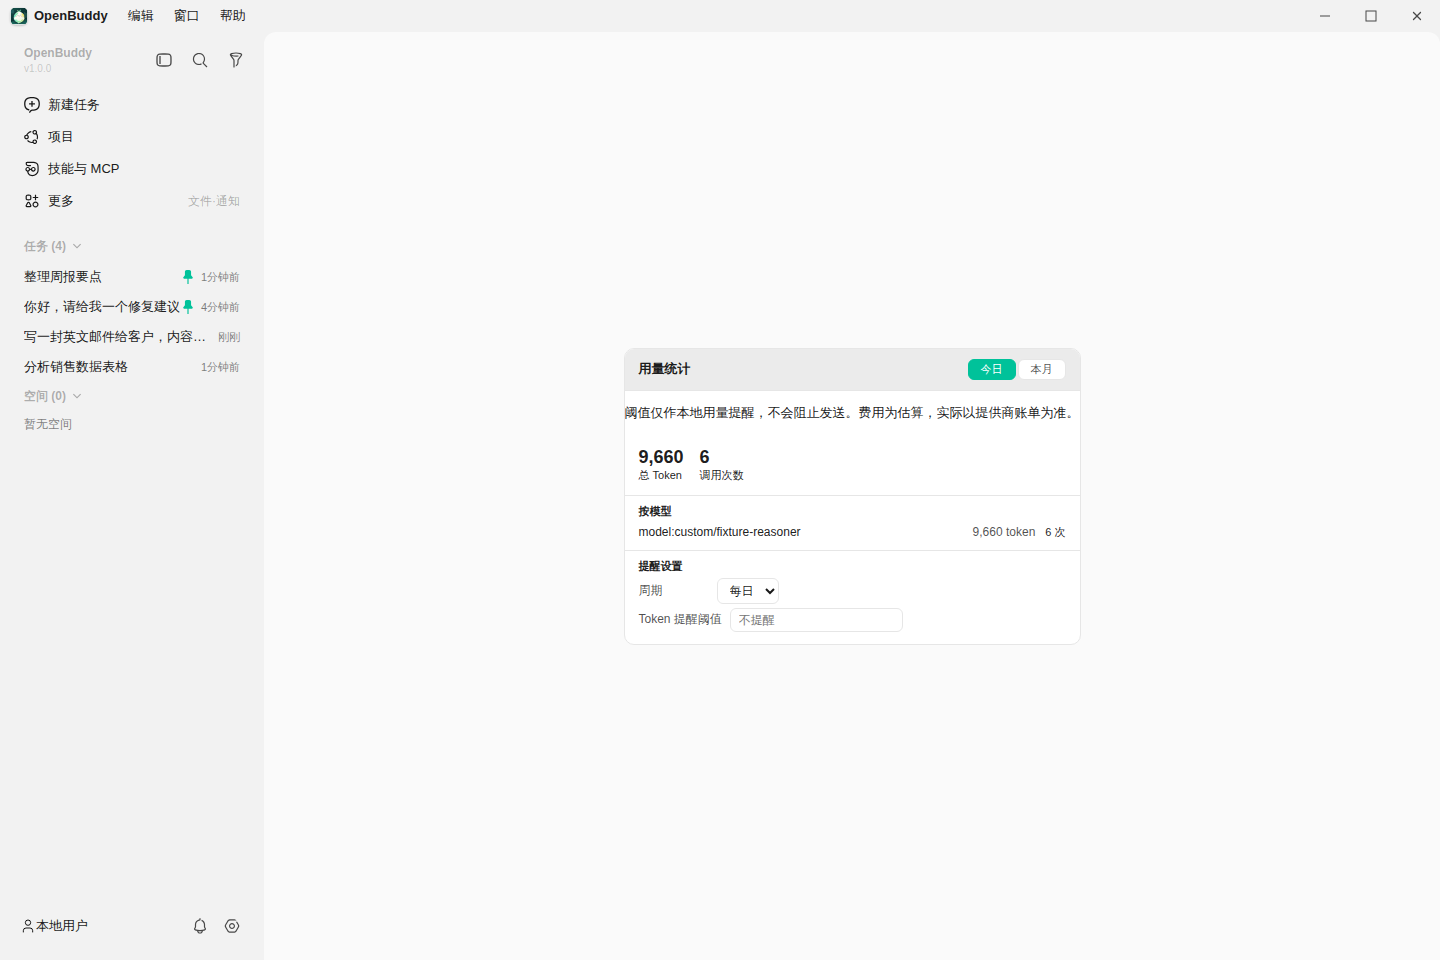 OpenBuddy 编辑 窗口 帮助
OpenBuddy
v1.0.0
新建任务
项目
技能与 MCP
更多 文件·通知
任务 (4)
整理周报要点 1分钟前
你好，请给我一个修复建议 4分钟前
写一封英文邮件给客户，内容… 刚刚
分析销售数据表格 1分钟前
空间 (0)
暂无空间
本地用户
用量统计 今日 本月
阈值仅作本地用量提醒，不会阻止发送。费用为估算，实际以提供商账单为准。
9,660 6
总 Token 调用次数
按模型
model:custom/fixture-reasoner 9,660 token 6 次
提醒设置
周期 每日
Token 提醒阈值 不提醒